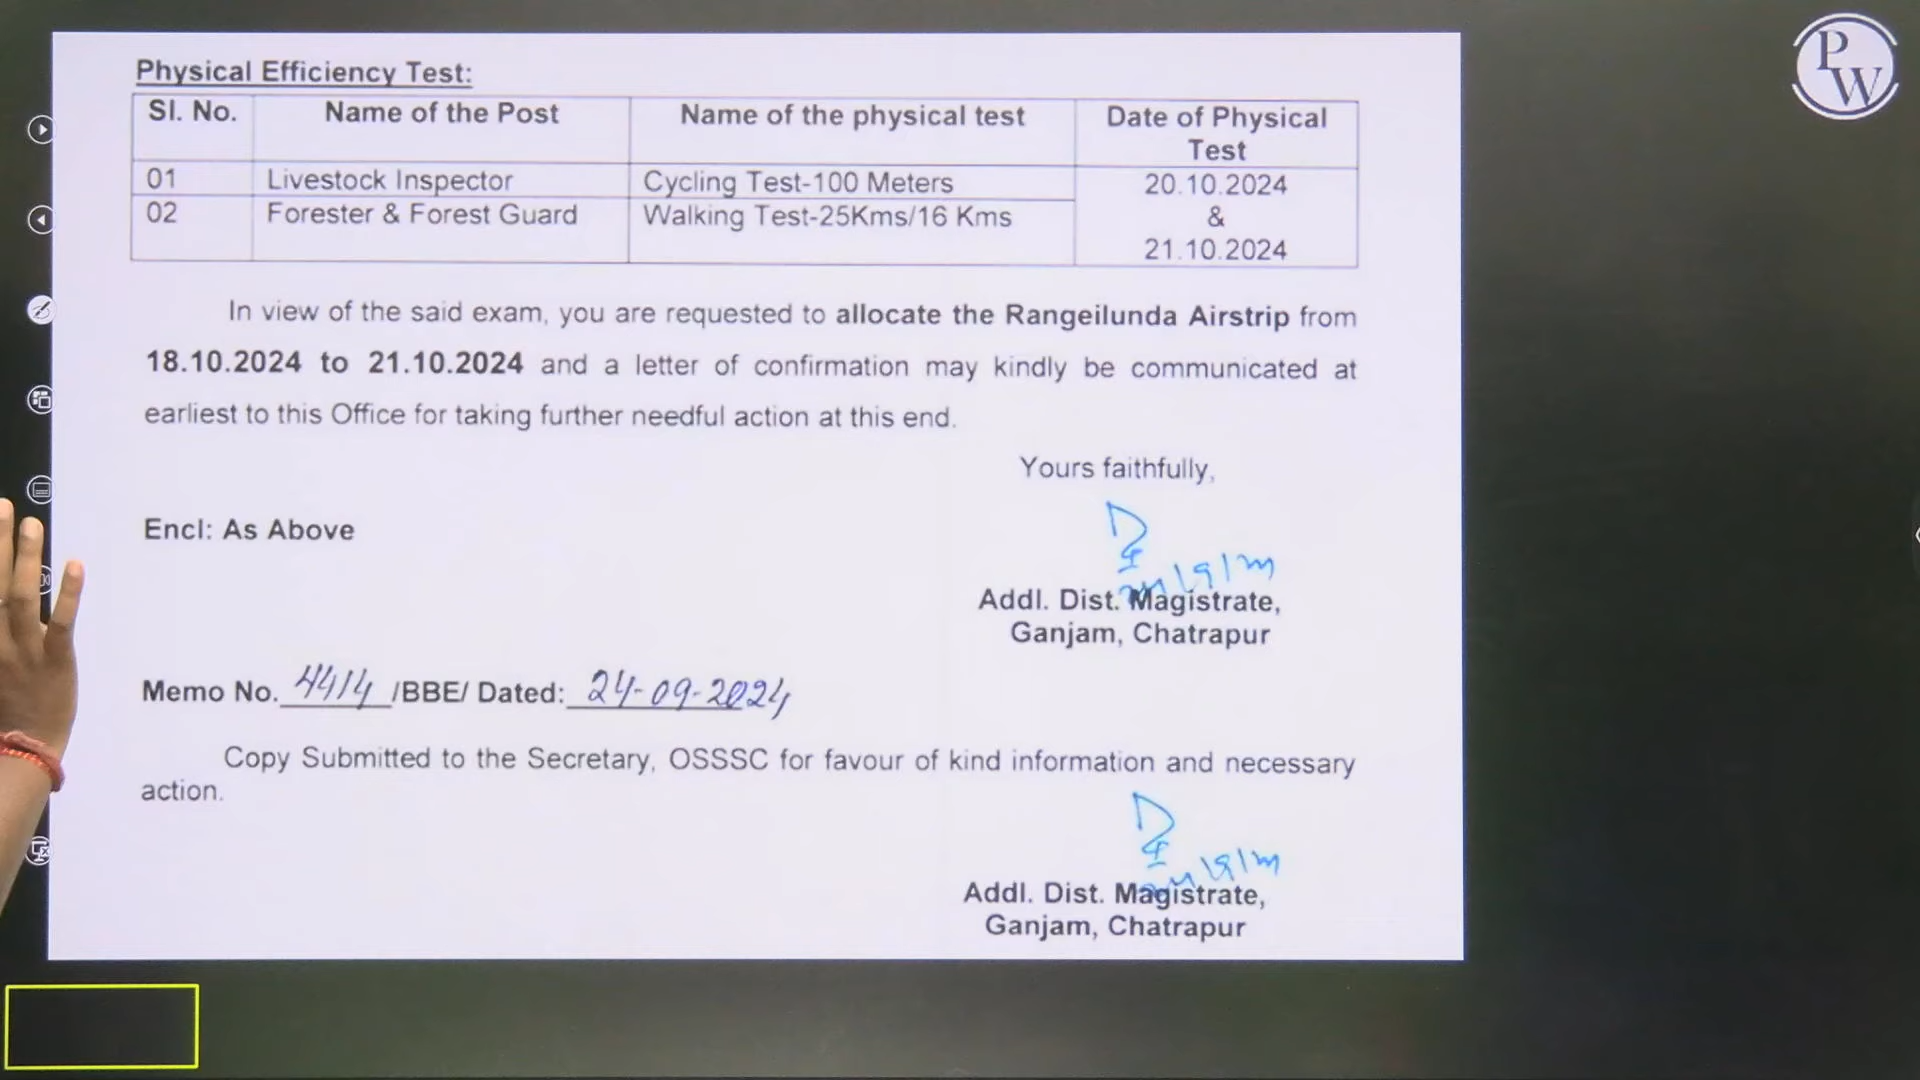 PW
Physical Efficiency Test:
Sl. No. Name of the Post Name of the physical test Date of Physical Test
01 Livestock Inspector Cycling Test-100 Meters 20.10.2024
02 Forester & Forest Guard Walking Test-25Kms/16 Kms &
21.10.2024
In view of the said exam, you are requested to allocate the Rangeilunda Airstrip from
18.10.2024 to 21.10.2024 and a letter of confirmation may kindly be communicated at
earliest to this Office for taking further needful action at this end.
Yours faithfully,
Encl: As Above
Addl. Dist. Magistrate,
Ganjam, Chatrapur
Memo No. 4414 /BBE/ Dated: 24-09-2024
Copy Submitted to the Secretary, OSSSC for favour of kind information and necessary
action.
Addl. Dist. Magistrate,
Ganjam, Chatrapur